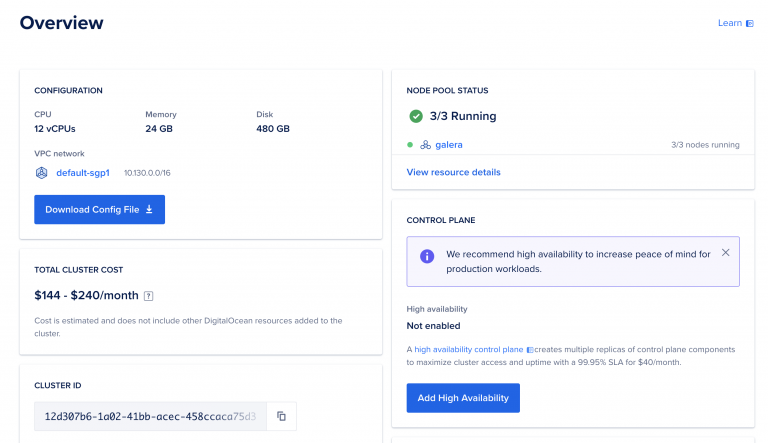 Overview
Learn
CONFIGURATION
CPU
Memory
Disk
12 vCPUs
24 GB
480 GB
VPC network
default-sgp1
10.130.0.0/16
Download Config File
TOTAL CLUSTER COST
$144 - $240/month ?
Cost is estimated and does not include other DigitalOcean resources added to the
cluster.
CLUSTER ID
12d307b6-1a02-41bb-acec-458ccaca75d3
NODE POOL STATUS
3/3 Running
galera
3/3 nodes running
View resource details
CONTROL PLANE
We recommend high availability to increase peace of mind for
production workloads.
High availability
Not enabled
A high availability control plane creates multiple replicas of control plane components
to maximize cluster access and uptime with a 99.95% SLA for $40/month.
Add High Availability